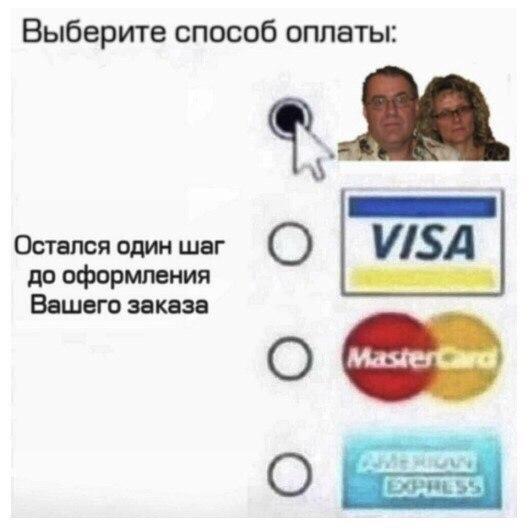 Выберите способ оплаты:
Остался один шаг
до оформления
Вашего заказа
VISA
MasterCard
AMERICAN
EXPRESS